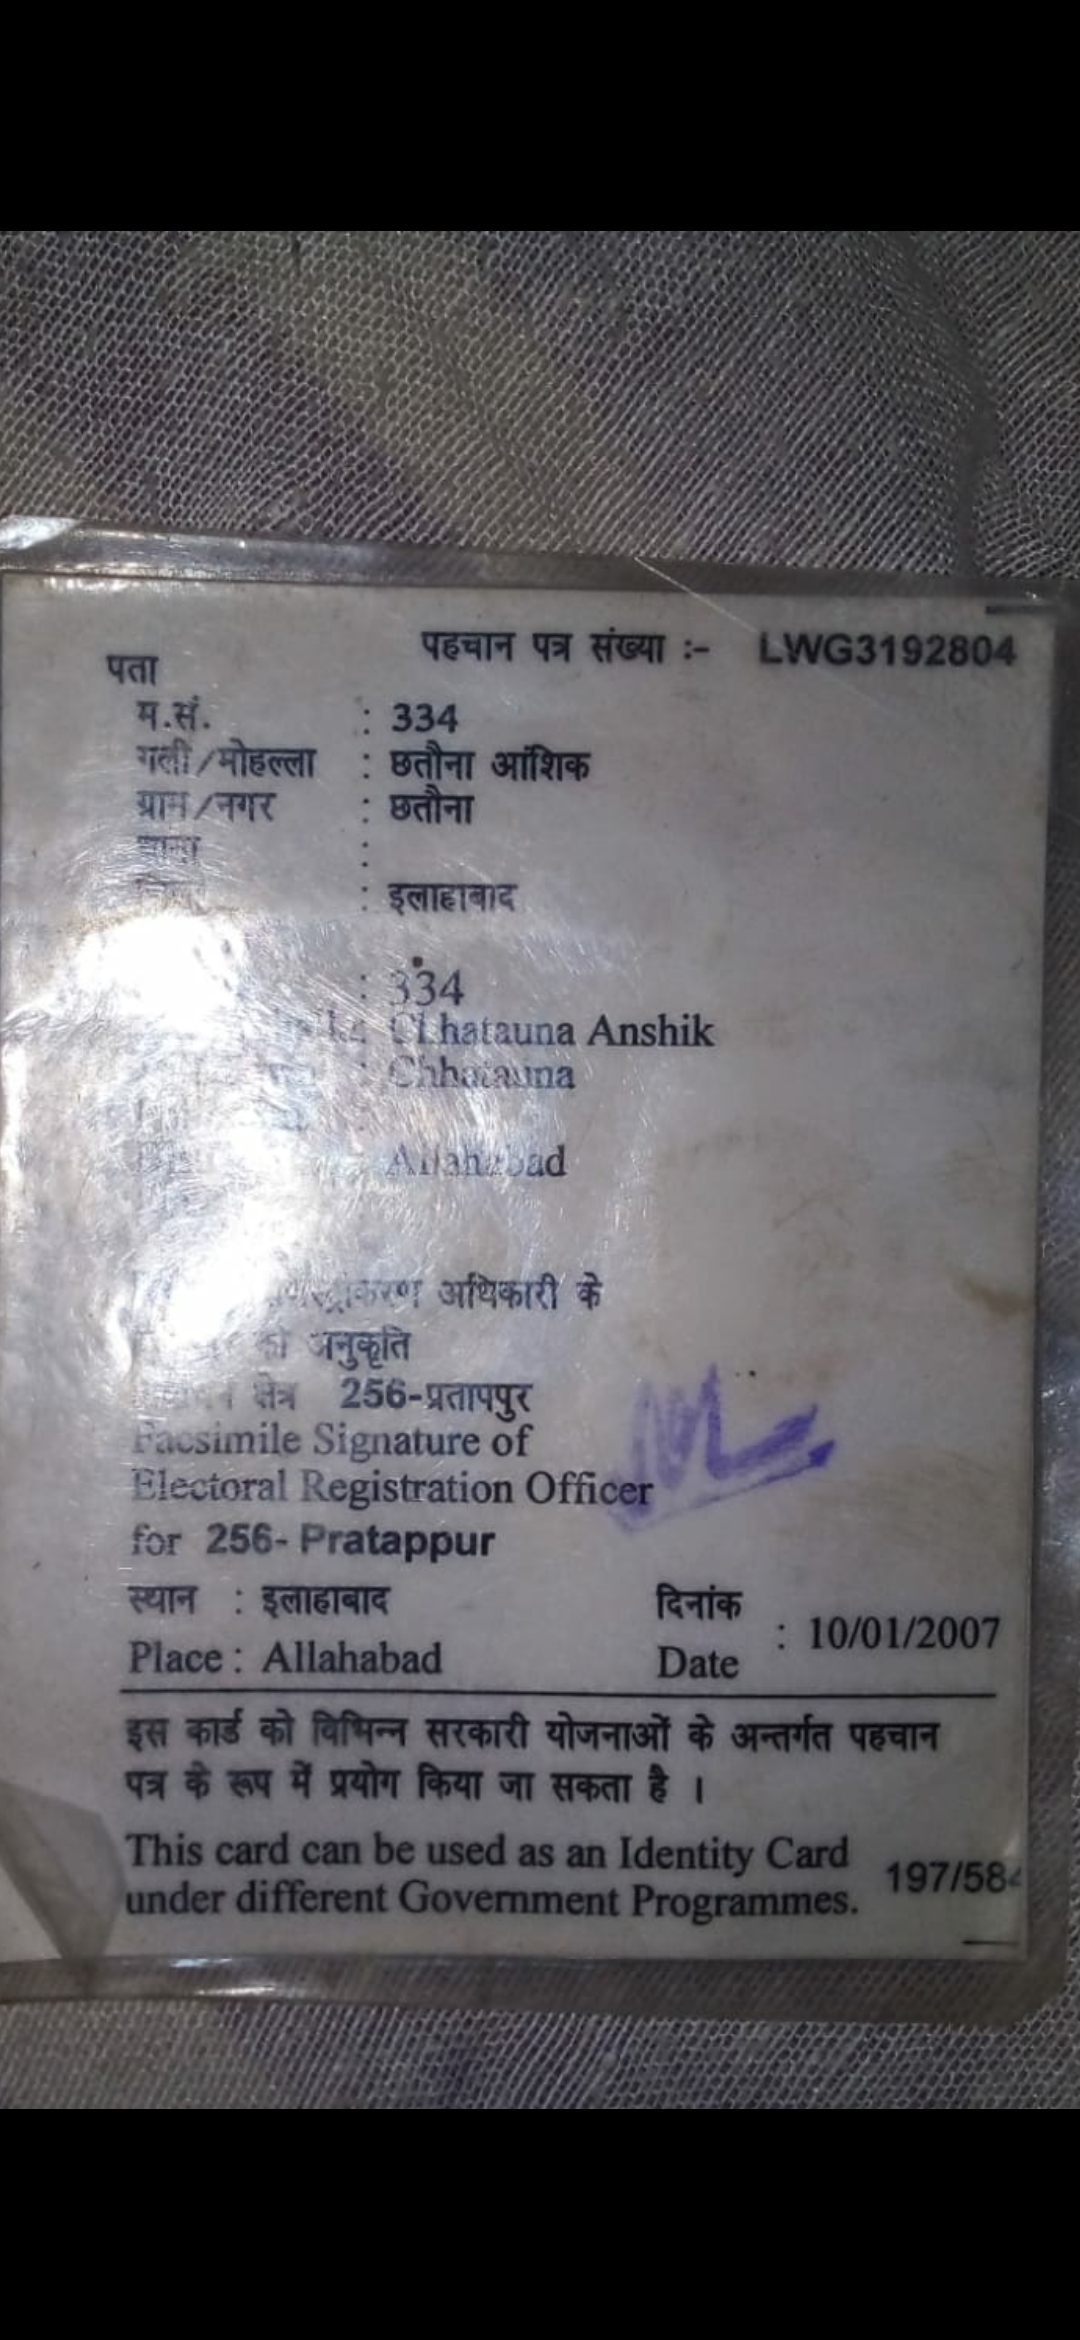 पहचान पत्र संख्या :- LWG3192804
पता
म.सं. : 334
गली/मोहल्ला : छतौना आंशिक
ग्राम/नगर : छतौना
थाना :
: इलाहाबाद
: 334
: Chhatauna Anshik
: Chhatauna
Allahabad
अधिकारी के
की अनुकृति
क्षेत्र 256-प्रतापपुर
Facsimile Signature of
Electoral Registration Officer
for 256- Pratappur
स्थान : इलाहाबाद दिनांक
Place : Allahabad Date : 10/01/2007
इस कार्ड को विभिन्न सरकारी योजनाओं के अन्तर्गत पहचान
पत्र के रूप में प्रयोग किया जा सकता है ।
This card can be used as an Identity Card
under different Government Programmes. 197/584